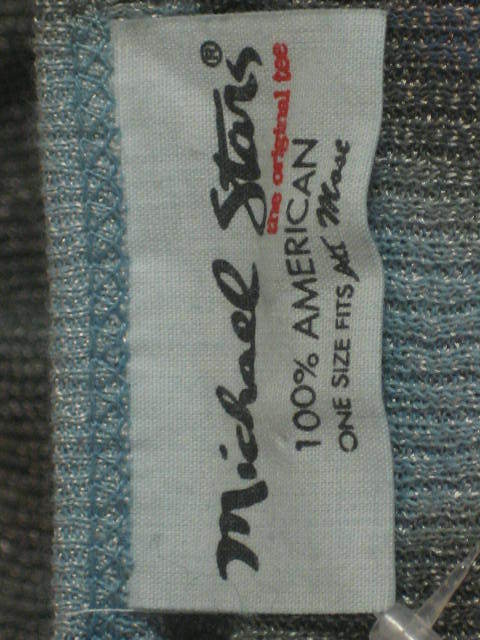 Michael Stars®
the original tee
100% AMERICAN
ONE SIZE FITS All Most